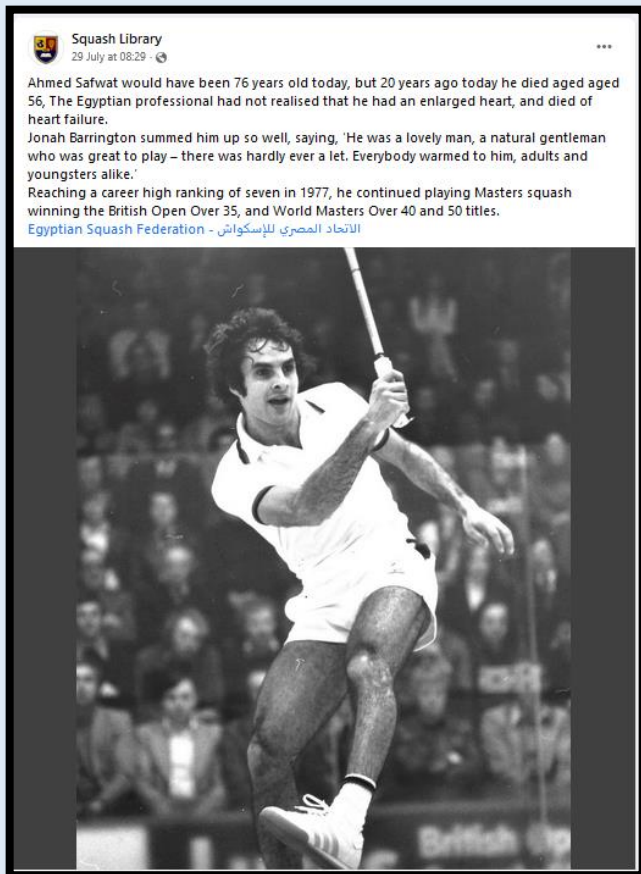 Squash Library
29 July at 08:29 ·
Ahmed Safwat would have been 76 years old today, but 20 years ago today he died aged aged
56, The Egyptian professional had not realised that he had an enlarged heart, and died of
heart failure.
Jonah Barrington summed him up so well, saying, ‘He was a lovely man, a natural gentleman
who was great to play – there was hardly ever a let. Everybody warmed to him, adults and
youngsters alike.’
Reaching a career high ranking of seven in 1977, he continued playing Masters squash
winning the British Open Over 35, and World Masters Over 40 and 50 titles.
Egyptian Squash Federation - الاتحاد المصري للإسكواش
British Op